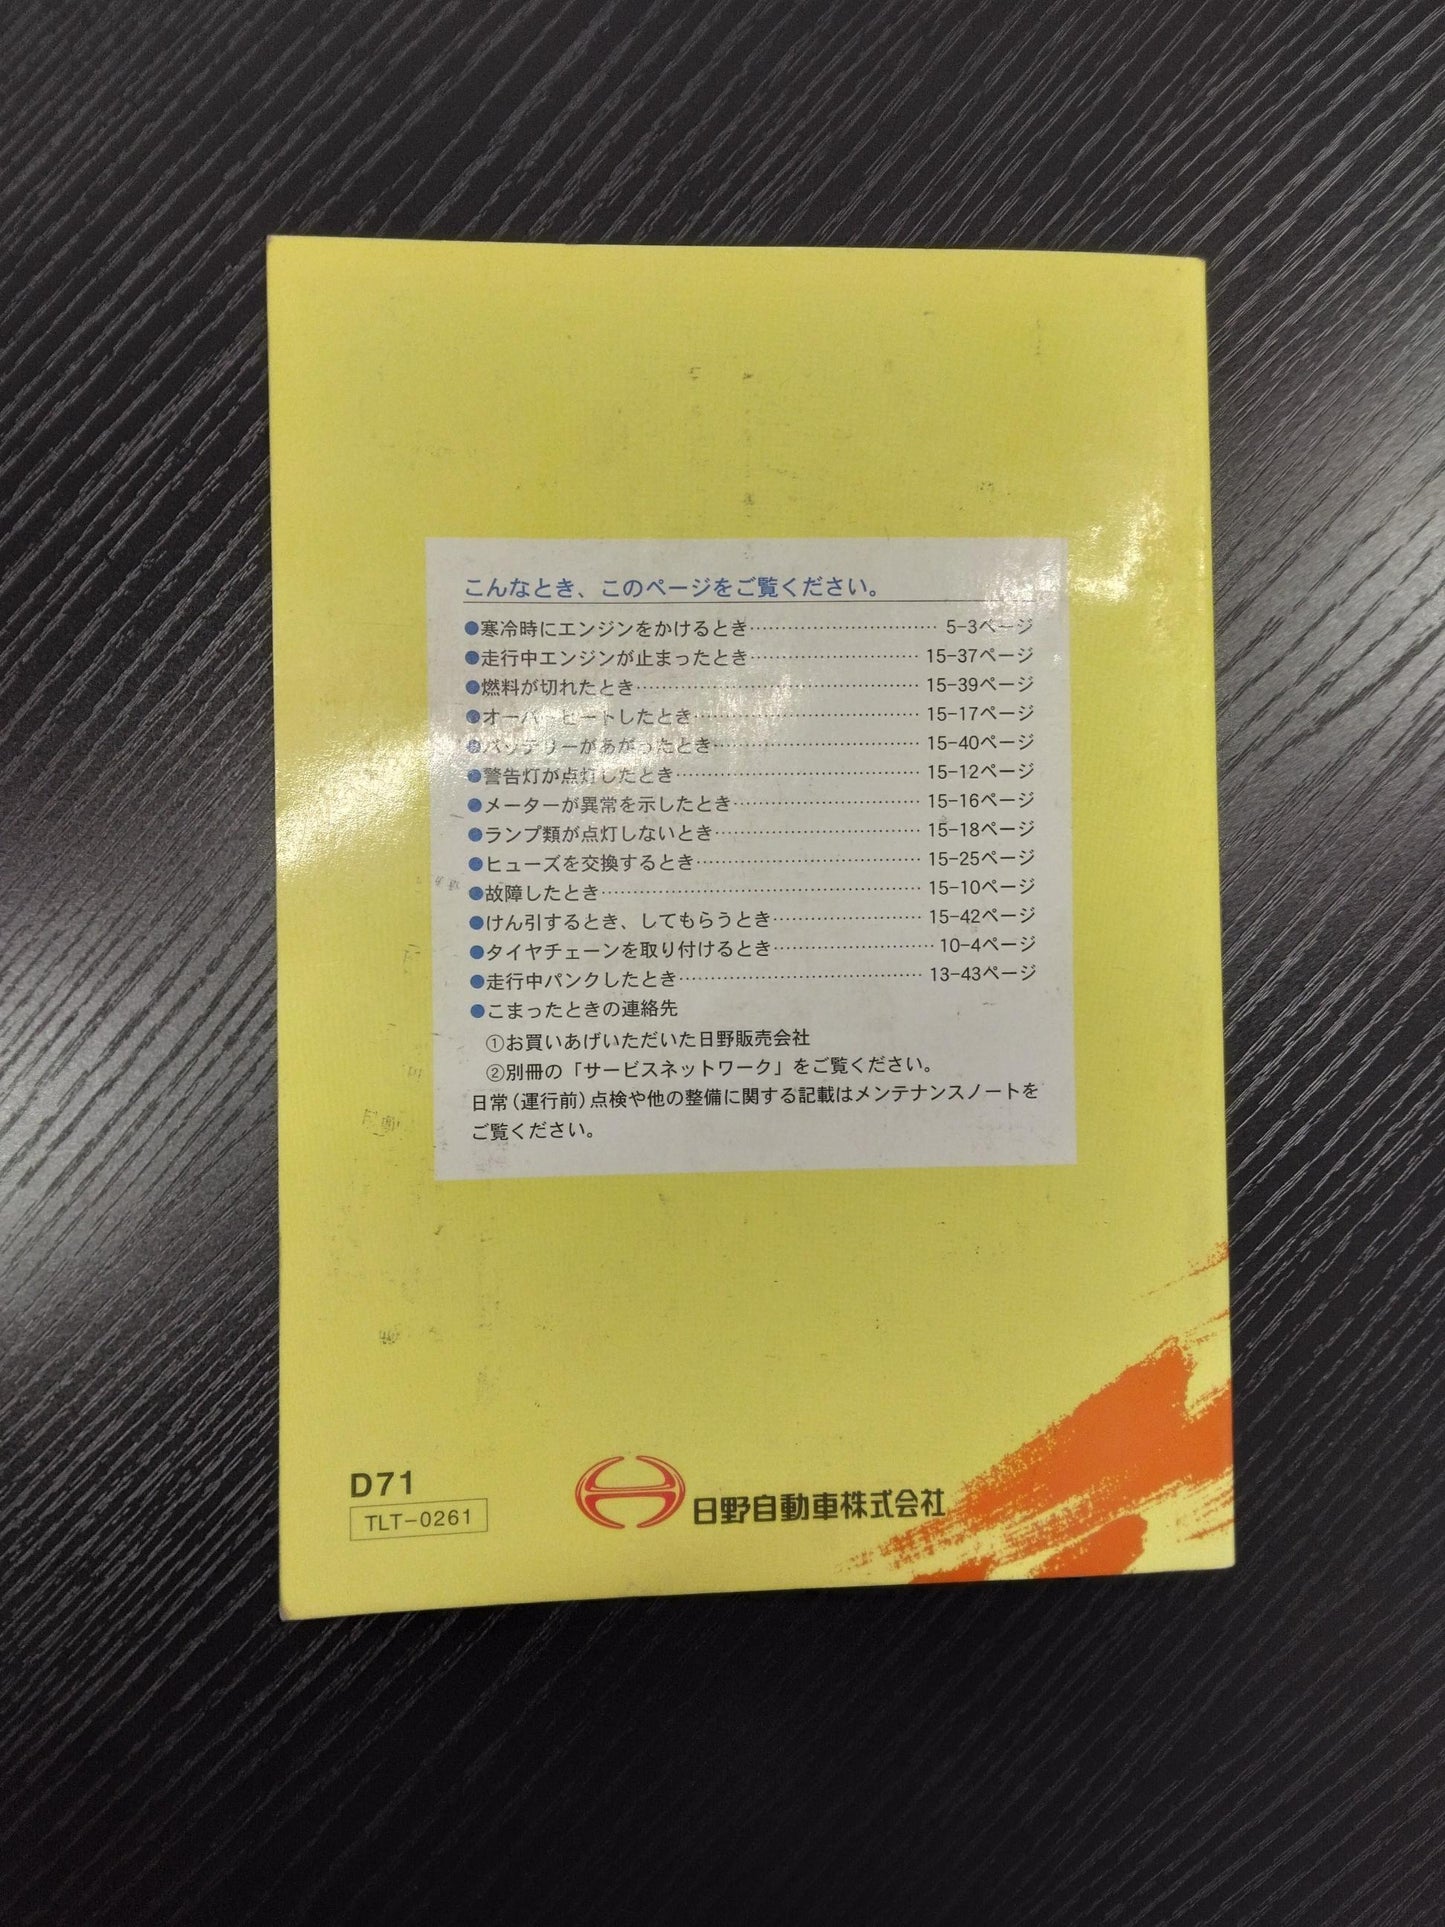 こんなとき、このページをご覧ください。
●寒冷時にエンジンをかけるとき………………………… 5-3ページ
●走行中エンジンが止まったとき……………………… 15-37ページ
●燃料が切れたとき……………………………………… 15-39ページ
●オーバーヒートしたとき……………………………… 15-17ページ
●バッテリーがあがったとき…………………………… 15-40ページ
●警告灯が点灯したとき………………………………… 15-12ページ
●メーターが異常を示したとき………………………… 15-16ページ
●ランプ類が点灯しないとき…………………………… 15-18ページ
●ヒューズを交換するとき……………………………… 15-25ページ
●故障したとき…………………………………………… 15-10ページ
●けん引するとき、してもらうとき…………………… 15-42ページ
●タイヤチェーンを取り付けるとき…………………… 10-4ページ
●走行中パンクしたとき………………………………… 13-43ページ
●こまったときの連絡先
①お買いあげいただいた日野販売会社
②別冊の「サービスネットワーク」をご覧ください。
日常(運行前)点検や他の整備に関する記載はメンテナンスノートを
ご覧ください。
D71
TLT-0261
日野自動車株式会社